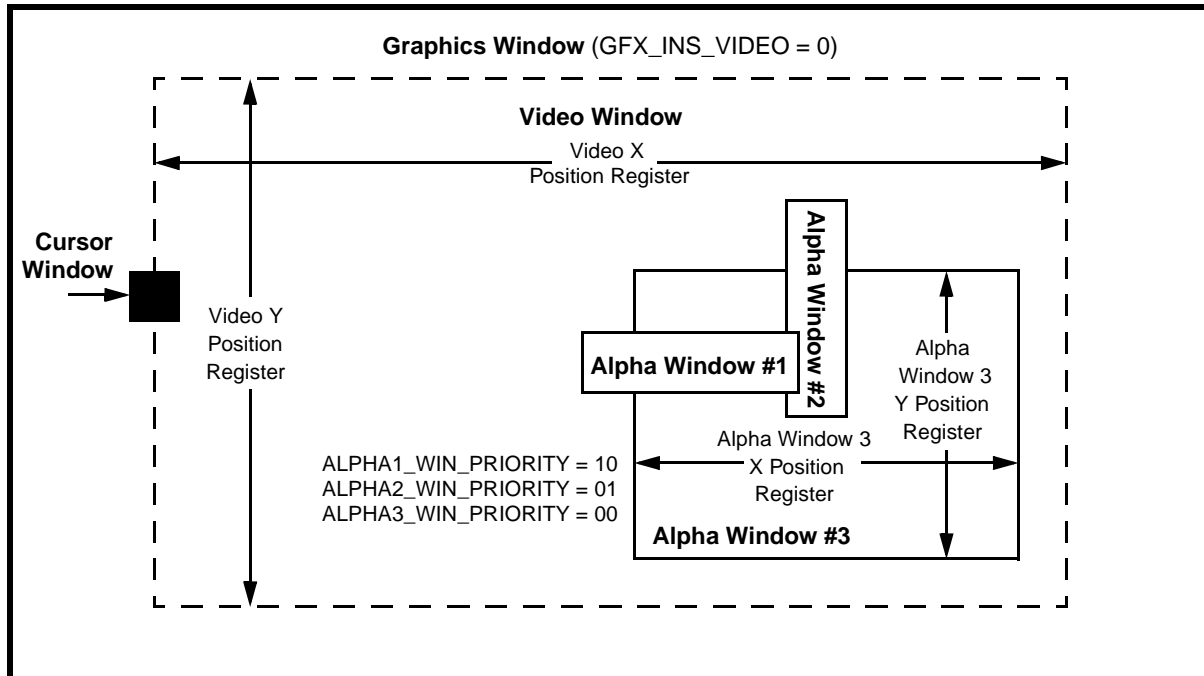 Graphics Window (GFX_INS_VIDEO = 0)
Video Window
Video X
Position Register
Cursor
Window
Video Y
Position
Register
Alpha Window #2
Alpha Window #1
Alpha
Window 3
Y Position
Register
Alpha Window 3
X Position
Register
ALPHA1_WIN_PRIORITY = 10
ALPHA2_WIN_PRIORITY = 01
ALPHA3_WIN_PRIORITY = 00
Alpha Window #3